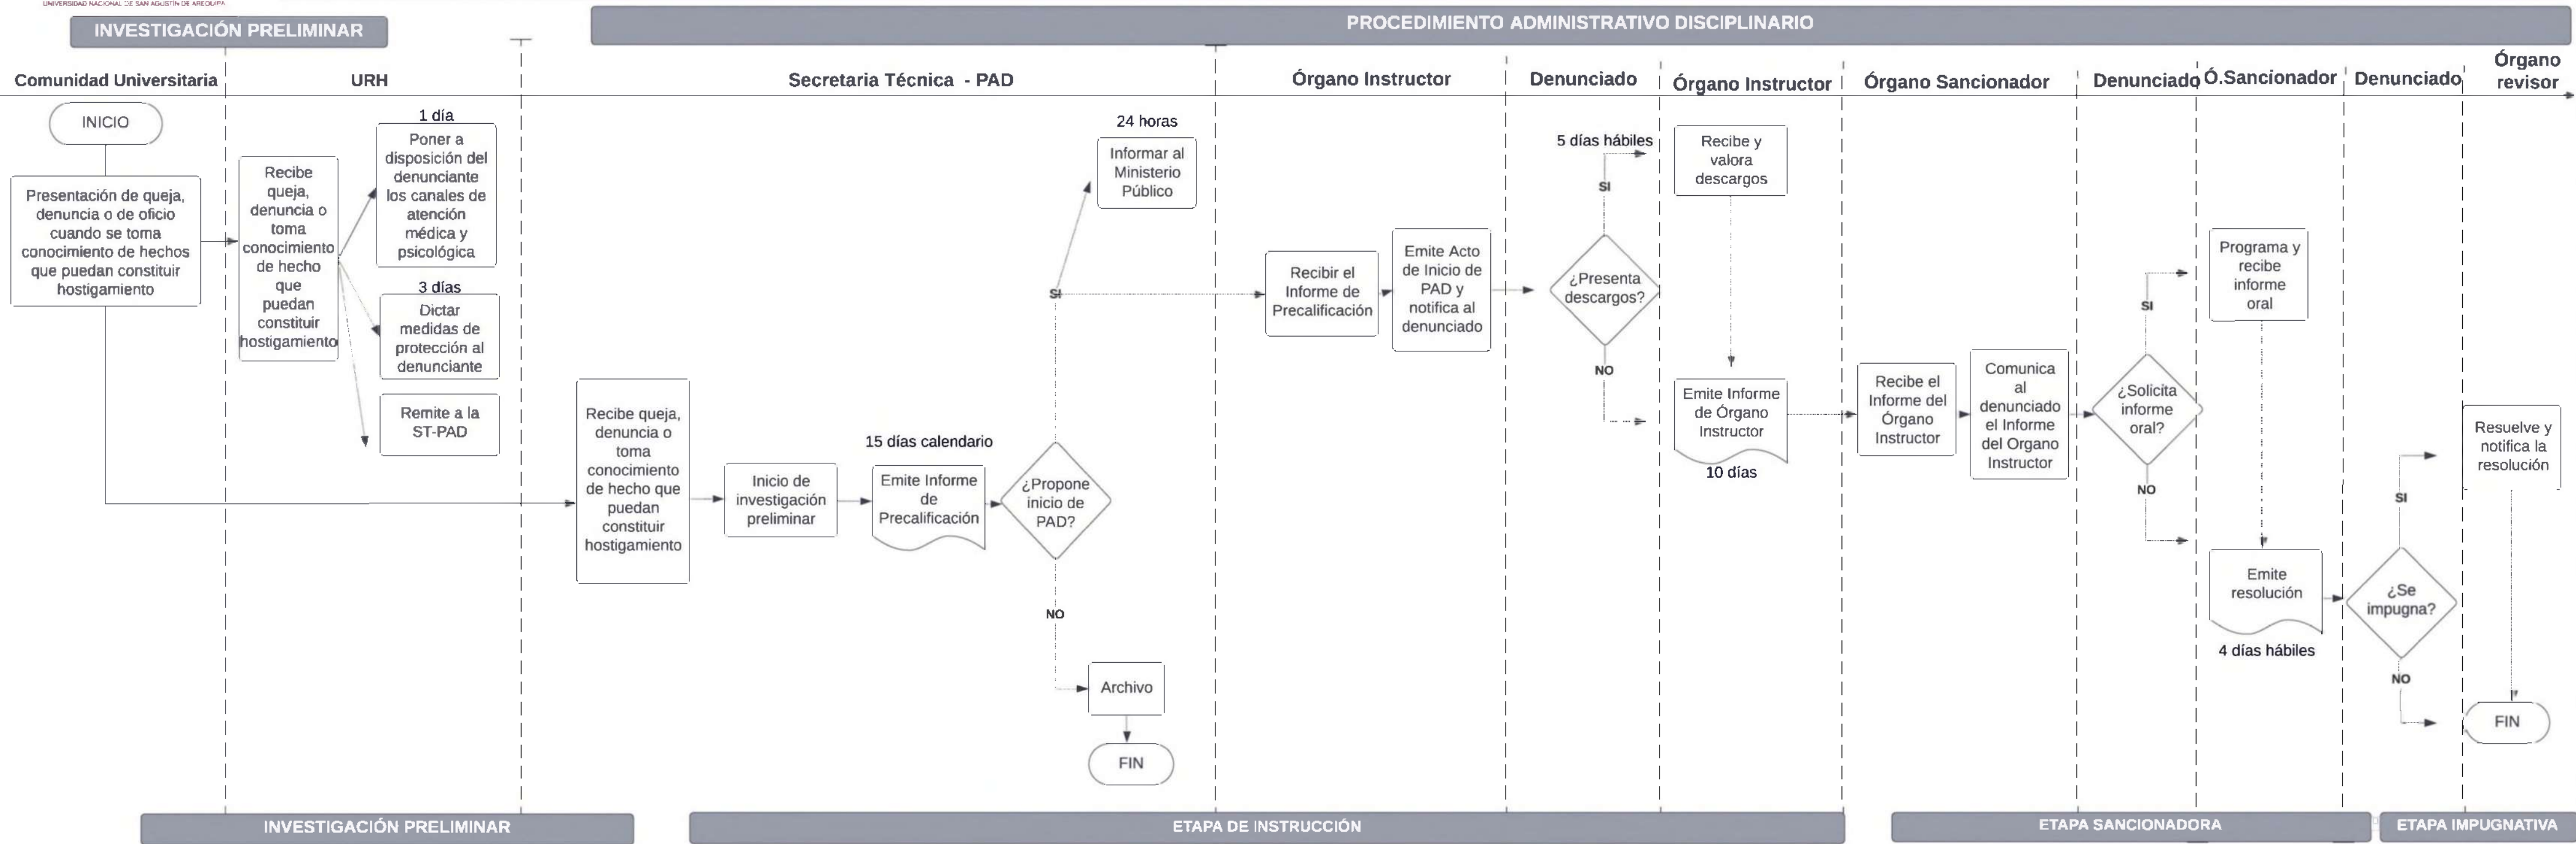 UNIVERSIDAD NACIONAL DE SAN AGUSTÍN DE AREQUIPA
INVESTIGACIÓN PRELIMINAR
PROCEDIMIENTO ADMINISTRATIVO DISCIPLINARIO
Comunidad Universitaria
URH
Secretaria Técnica - PAD
Órgano Instructor
Denunciado
Órgano Instructor
Órgano Sancionador
Denunciado
Ó.Sancionador
Denunciado
Órgano
revisor
INICIO
Presentación de queja,
denuncia o de oficio
cuando se toma
conocimiento de hechos
que puedan constituir
hostigamiento
Recibe
queja,
denuncia o
toma
conocimiento
de hecho
que
puedan
constituir
hostigamiento
1 día
Poner a
disposición del
denunciante
los canales de
atención
médica y
psicológica
3 días
Dictar
medidas de
protección al
denunciante
Remite a la
ST-PAD
Recibe queja,
denuncia o
toma
conocimiento
de hecho que
puedan
constituir
hostigamiento
Inicio de
investigación
preliminar
15 días calendario
Emite Informe
de
Precalificación
¿Propone
inicio de
PAD?
SI
24 horas
Informar al
Ministerio
Público
NO
Archivo
FIN
Recibir el
Informe de
Precalificación
Emite Acto
de Inicio de
PAD y
notifica al
denunciado
5 días hábiles
SI
¿Presenta
descargos?
NO
Recibe y
valora
descargos
Emite Informe
de Órgano
Instructor
10 días
Recibe el
Informe del
Órgano
Instructor
Comunica
al
denunciado
el Informe
del Organo
Instructor
SI
¿Solicita
informe
oral?
NO
Programa y
recibe
informe
oral
Emite
resolución
4 días hábiles
SI
¿Se
impugna?
NO
Resuelve y
notifica la
resolución
FIN
INVESTIGACIÓN PRELIMINAR
ETAPA DE INSTRUCCIÓN
ETAPA SANCIONADORA
ETAPA IMPUGNATIVA